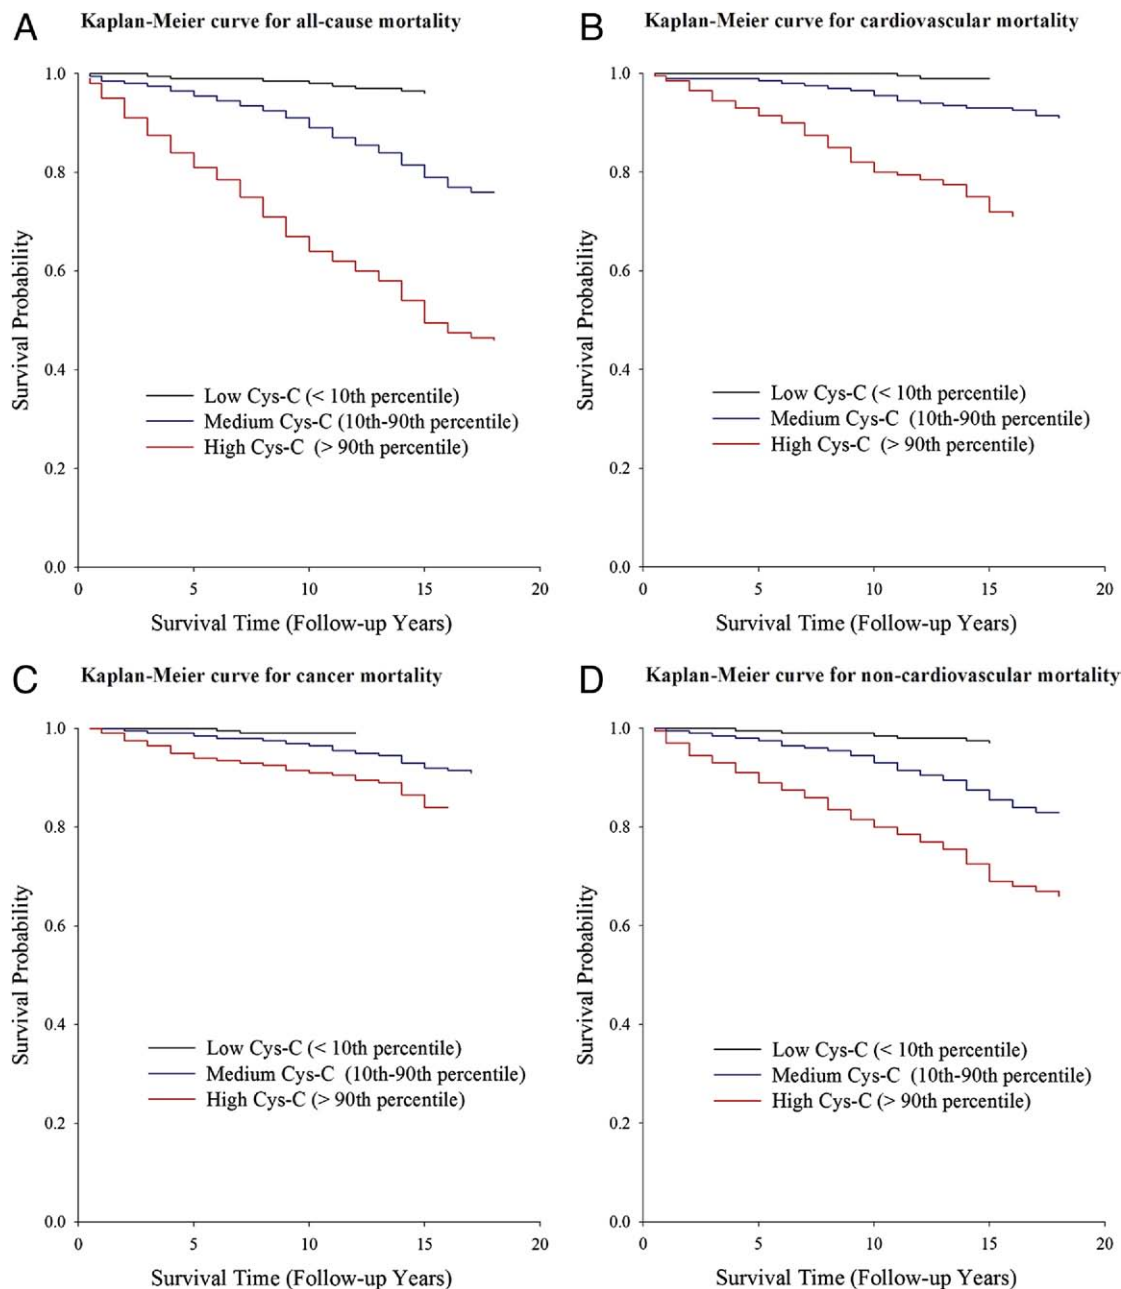 A
Kaplan-Meier curve for all-cause mortality
1.0
0.8
0.6
0.4
0.2
0.0
Survival Probability
Low Cys-C (< 10th percentile)
Medium Cys-C (10th-90th percentile)
High Cys-C (> 90th percentile)
0 5 10 15 20
Survival Time (Follow-up Years)
B
Kaplan-Meier curve for cardiovascular mortality
1.0
0.8
0.6
0.4
0.2
0.0
Survival Probability
Low Cys-C (< 10th percentile)
Medium Cys-C (10th-90th percentile)
High Cys-C (> 90th percentile)
0 5 10 15 20
Survival Time (Follow-up Years)
C
Kaplan-Meier curve for cancer mortality
1.0
0.8
0.6
0.4
0.2
0.0
Survival Probability
Low Cys-C (< 10th percentile)
Medium Cys-C (10th-90th percentile)
High Cys-C (> 90th percentile)
0 5 10 15 20
Survival Time (Follow-up Years)
D
Kaplan-Meier curve for non-cardiovascular mortality
1.0
0.8
0.6
0.4
0.2
0.0
Survival Probability
Low Cys-C (< 10th percentile)
Medium Cys-C (10th-90th percentile)
High Cys-C (> 90th percentile)
0 5 10 15 20
Survival Time (Follow-up Years)